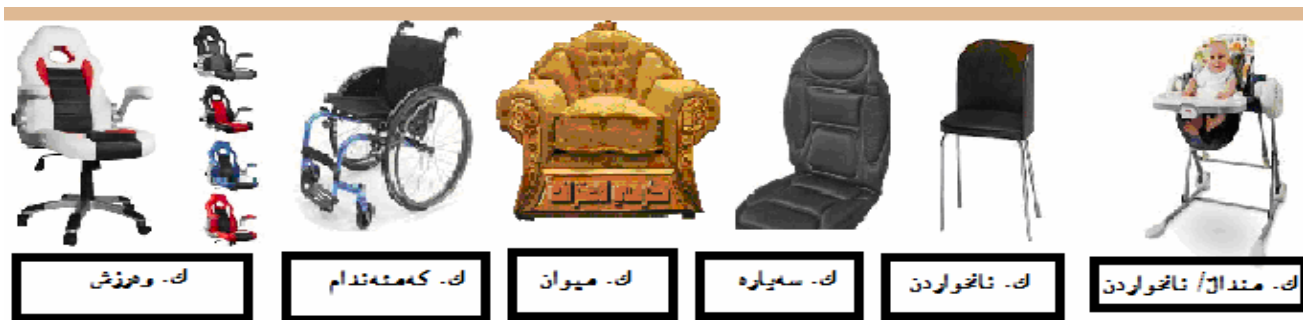 ك. منداڵ/ نانخواردن
ك. نانخواردن
ك. سەیارە
ك. میوان
ك. کەمئەندام
ك. وەرزش